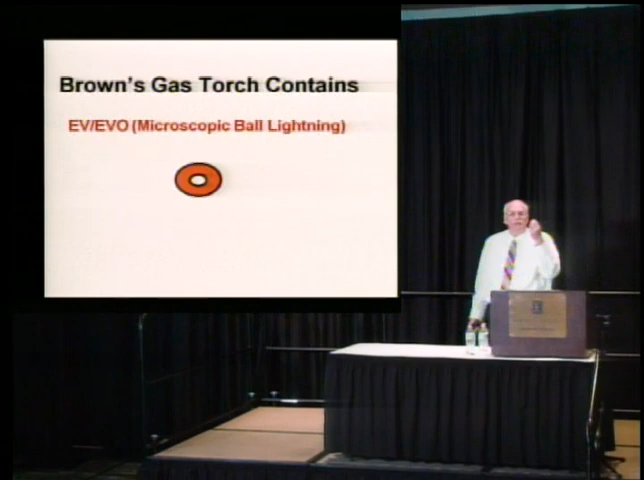 Brown's Gas Torch Contains
EV/EVO (Microscopic Ball Lightning)